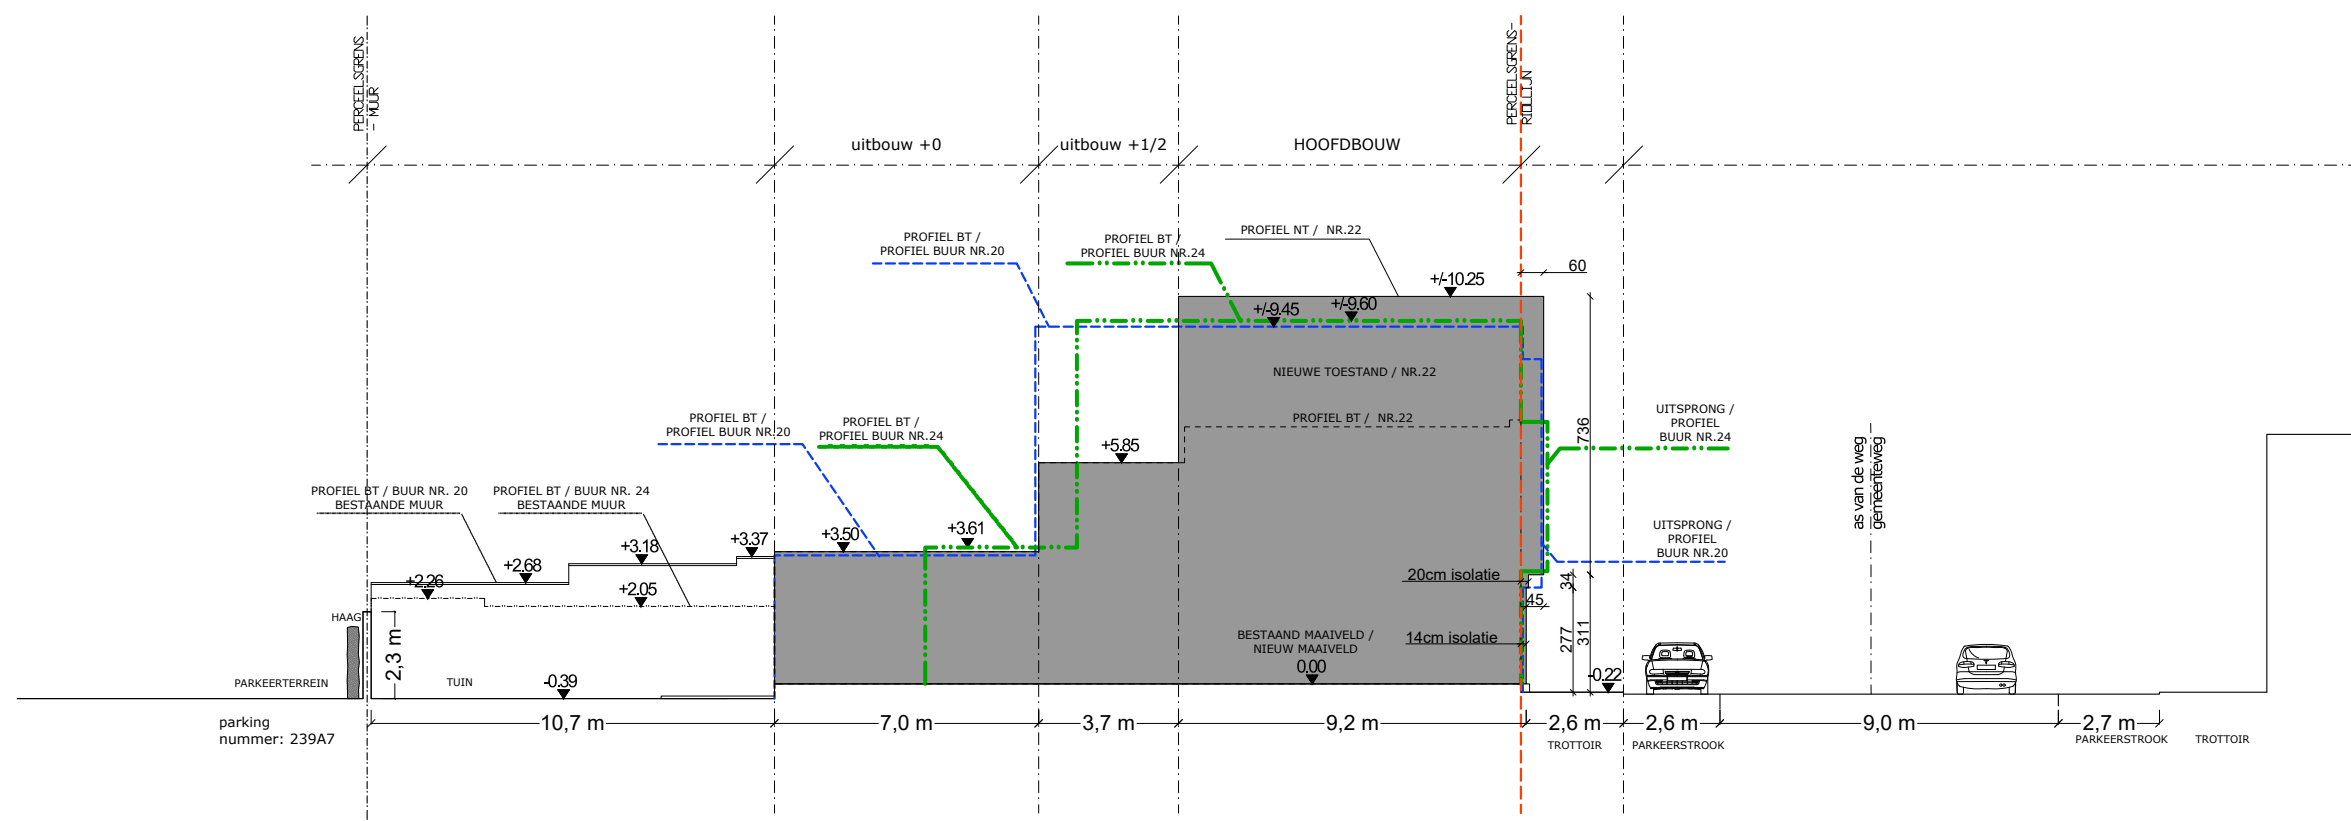 PERCEELSGRENS
- MUUR
PERCEELSGRENS-
ROOILIJN
uitbouw +0
uitbouw +1/2
HOOFDBOUW
PROFIEL BT /
PROFIEL BUUR NR.20
PROFIEL BT /
PROFIEL BUUR NR.24
PROFIEL NT / NR.22
60
+/-10.25
+/-9.45
+/-9.60
NIEUWE TOESTAND / NR.22
PROFIEL BT /
PROFIEL BUUR NR.20
PROFIEL BT /
PROFIEL BUUR NR.24
PROFIEL BT / NR.22
UITSPRONG /
PROFIEL
BUUR NR.24
736
+5.85
as van de weg
gemeenteweg
PROFIEL BT / BUUR NR. 20
BESTAANDE MUUR
PROFIEL BT / BUUR NR. 24
BESTAANDE MUUR
+3.50
+3.61
+3.37
+3.18
+2.68
+2.26
+2.05
UITSPRONG /
PROFIEL
BUUR NR.20
20cm isolatie
34
45
HAAG
2,3 m
BESTAAND MAAIVELD /
NIEUW MAAIVELD
0.00
14cm isolatie
277
311
PARKEERTERREIN
TUIN
-0.39
-0.22
parking
nummer: 239A7
10,7 m
7,0 m
3,7 m
9,2 m
2,6 m
2,6 m
9,0 m
2,7 m
TROTTOIR
PARKEERSTROOK
PARKEERSTROOK
TROTTOIR